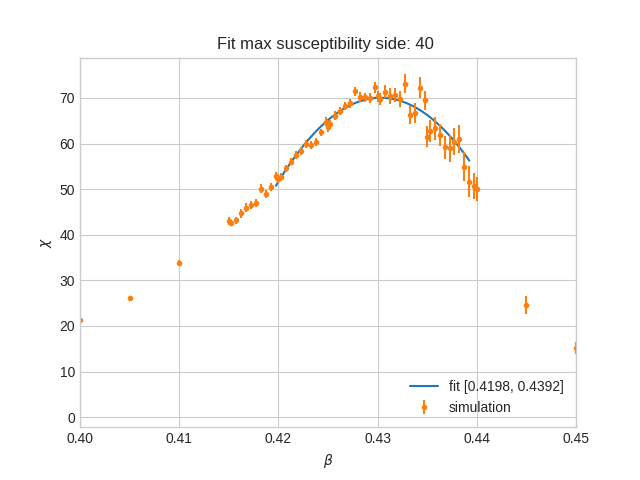 Fit max susceptibility side: 40
χ
70
60
50
40
30
20
10
0
0.40 0.41 0.42 0.43 0.44 0.45
β
fit [0.4198, 0.4392]
simulation